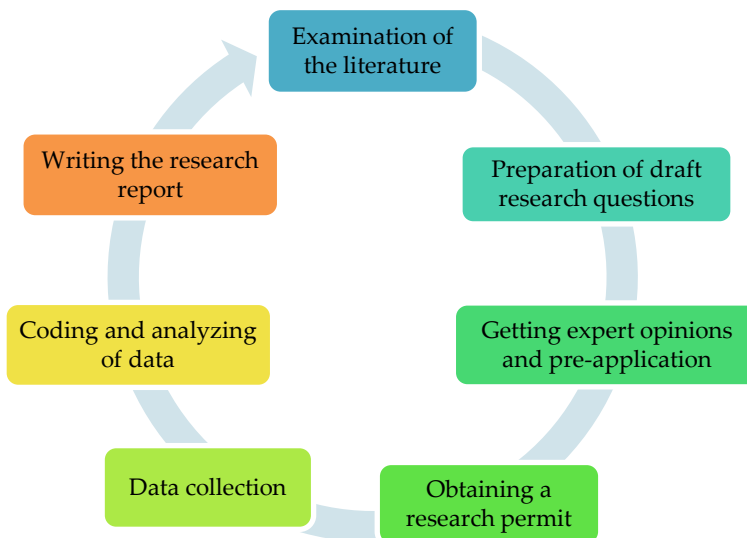 Examination of
the literature
Preparation of draft
research questions
Getting expert opinions
and pre-application
Obtaining a
research permit
Data collection
Coding and analyzing
of data
Writing the research
report